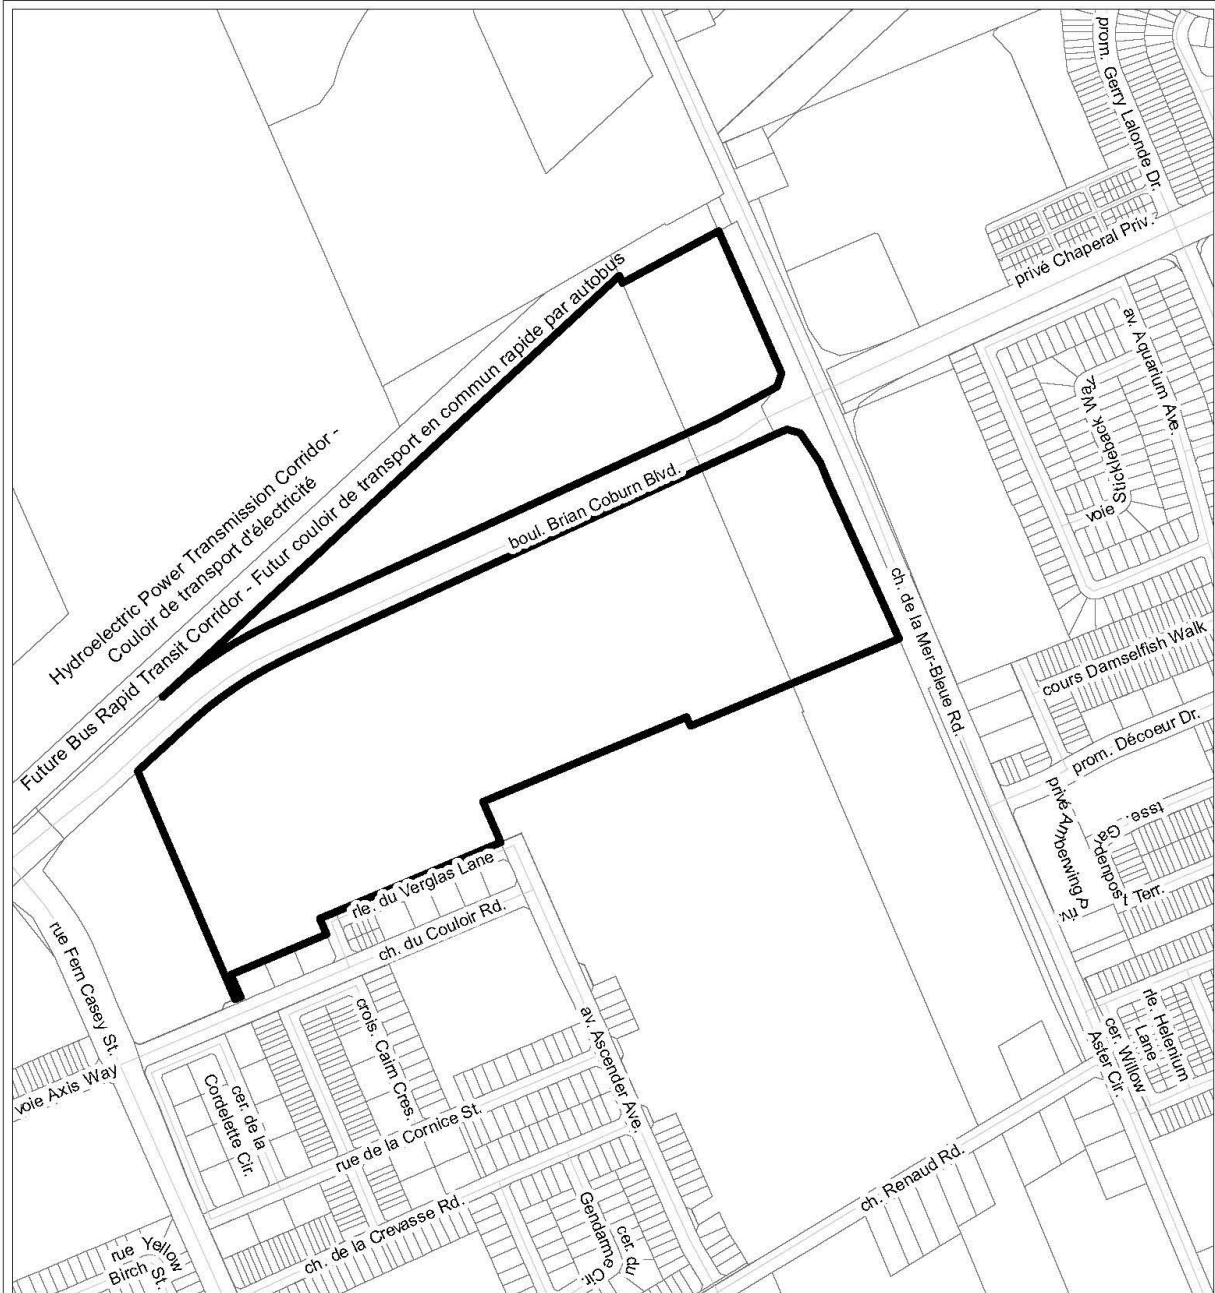 prom. Gerry Lalonde Dr.
privé Chaperal Priv.
av. Aquarium Ave.
voie Stickleback Way
Hydroelectric Power Transmission Corridor -
Couloir de transport d'électricité
Future Bus Rapid Transit Corridor - Futur couloir de transport en commun rapide par autobus
boul. Brian Coburn Blvd.
ch. de la Mer-Bleue Rd.
cours Damselfish Walk
prom. Décoeur Dr.
privé Amberwing Priv.
tsse. Gardenpost Terr.
rle. du Verglas Lane
ch. du Couloir Rd.
rue Fern Casey St.
voie Axis Way
crois. Cairn Cres.
cer. de la
Cordelette Cir.
av. Ascender Ave.
rue de la Cornice St.
ch. de la Crevasse Rd.
cer. du
Gendarme Cir.
rue Yellow
Birch St.
ch. Renaud Rd.
rle. Helenium
Lane
cer. Willow
Aster Cir.